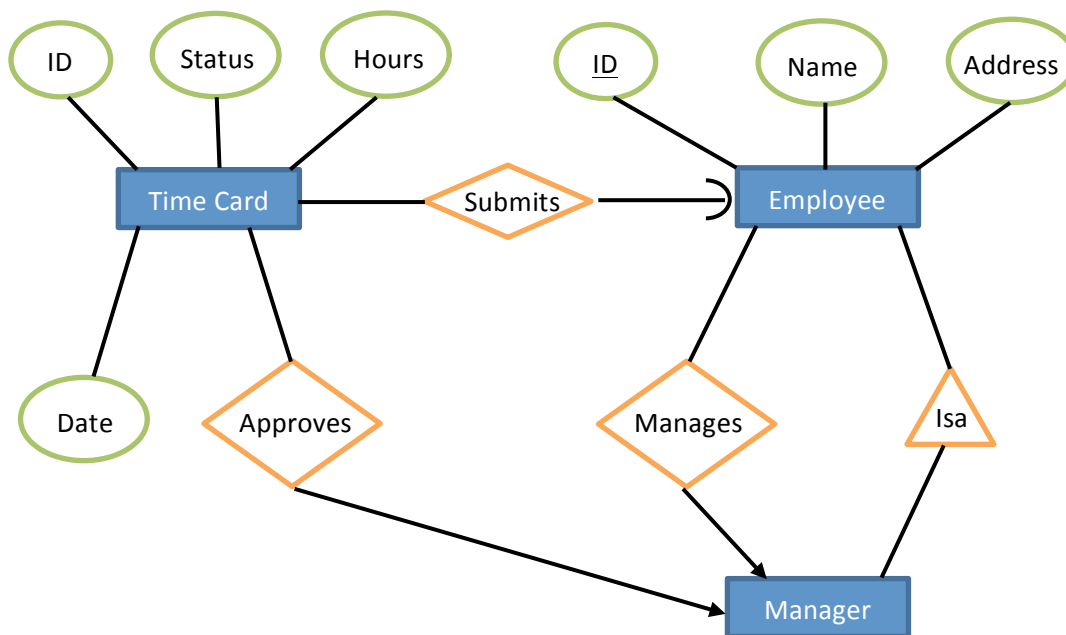 ID
Status
Hours
ID
Name
Address
Time Card
Submits
Employee
Date
Approves
Manages
Isa
Manager